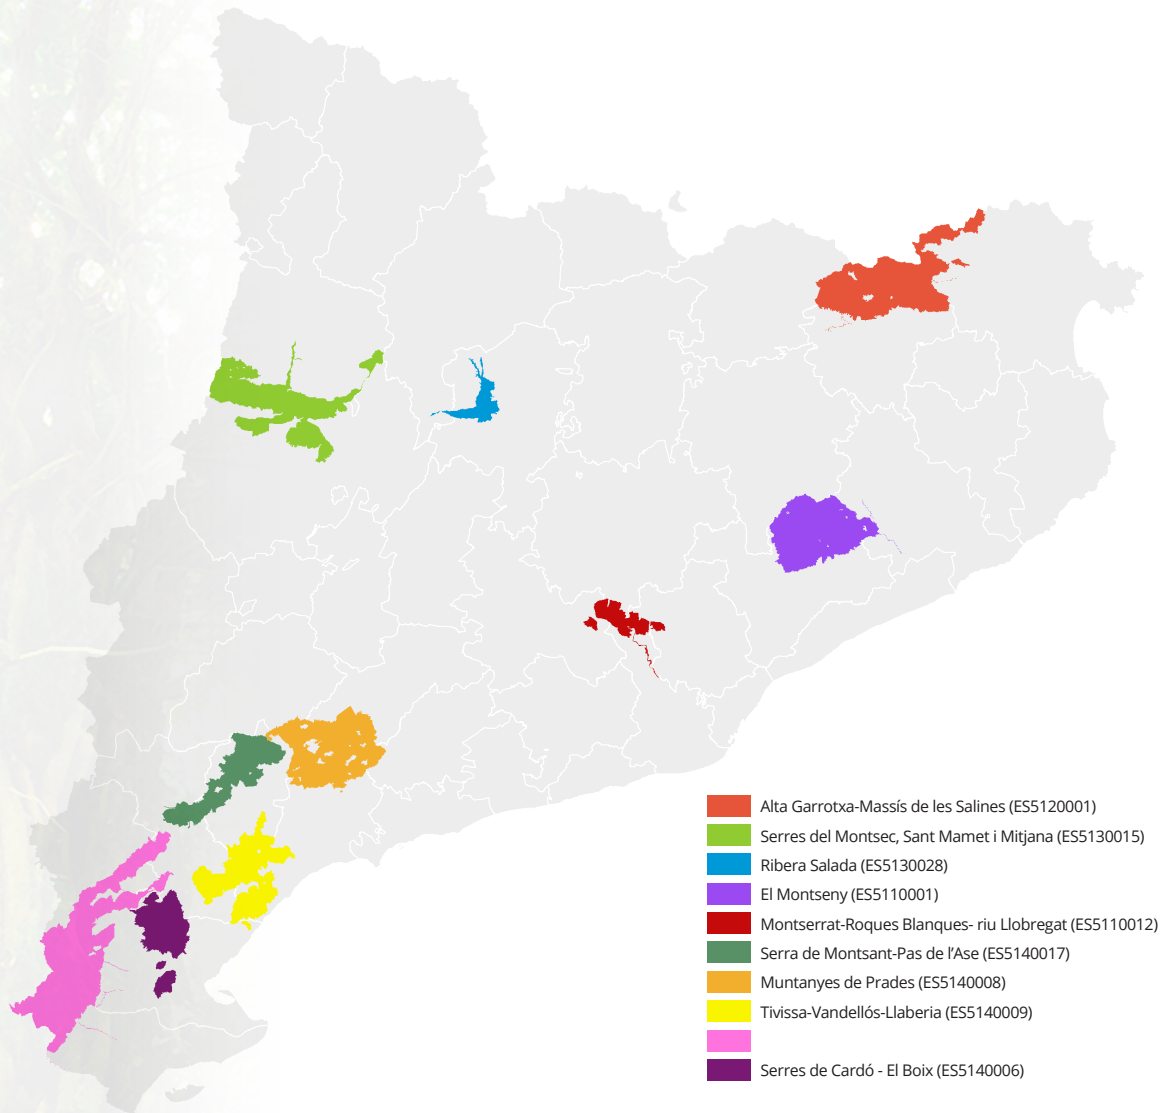 Alta Garrotxa-Massís de les Salines (ES5120001)
Serres del Montsec, Sant Mamet i Mitjana (ES5130015)
Ribera Salada (ES5130028)
El Montseny (ES5110001)
Montserrat-Roques Blanques- riu Llobregat (ES5110012)
Serra de Montsant-Pas de l’Ase (ES5140017)
Muntanyes de Prades (ES5140008)
Tivissa-Vandellós-Llaberia (ES5140009)
Serres de Cardó - El Boix (ES5140006)